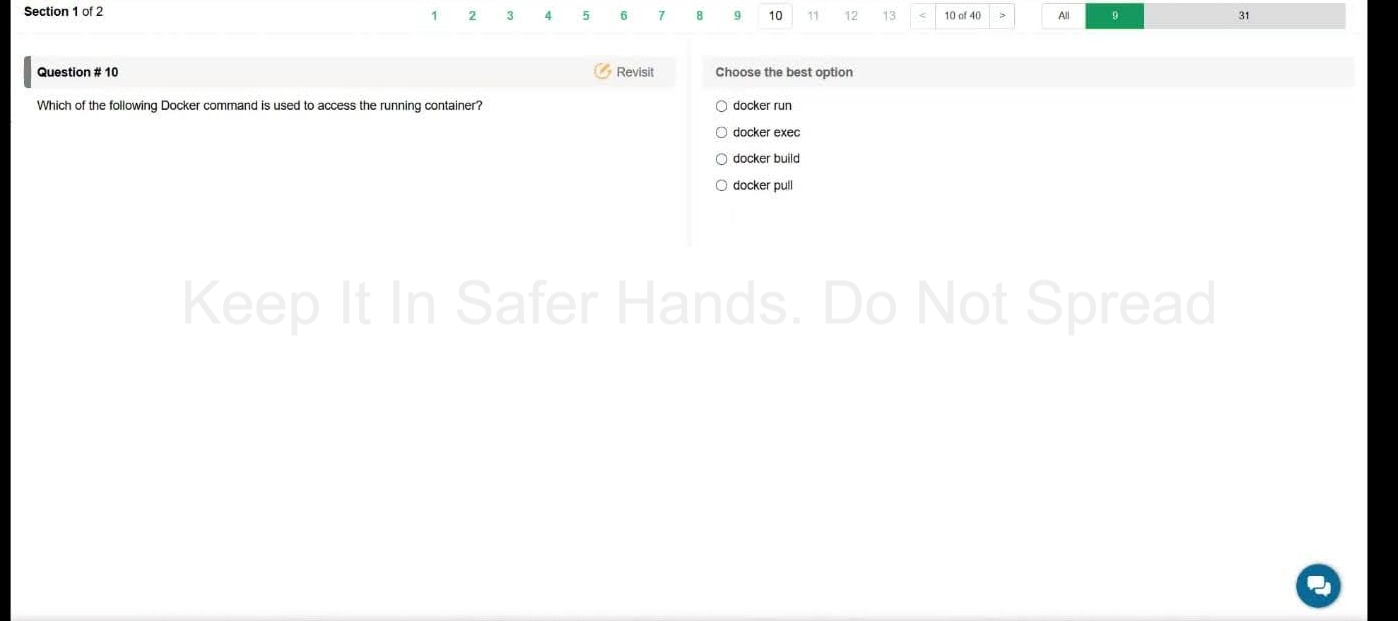 Section 1 of 2
1 2 3 4 5 6 7 8 9 10 11 12 13 < 10 of 40 > All 9 31
Question # 10
Revisit
Which of the following Docker command is used to access the running container?
Choose the best option
docker run
docker exec
docker build
docker pull
Keep It In Safer Hands. Do Not Spread